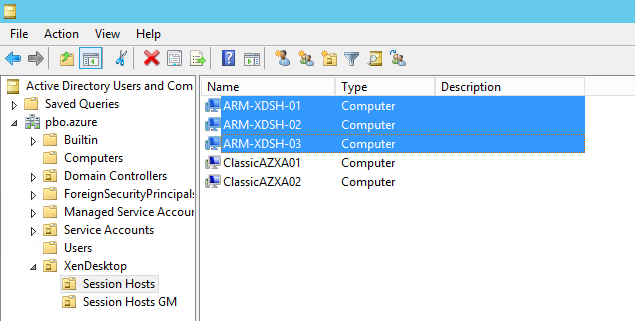 File Action View Help
Active Directory Users and Com
Saved Queries
pbo.azure
Builtin
Computers
Domain Controllers
ForeignSecurityPrincipals
Managed Service Accour
Service Accounts
Users
XenDesktop
Session Hosts
Session Hosts GM
Name Type Description
ARM-XDSH-01 Computer
ARM-XDSH-02 Computer
ARM-XDSH-03 Computer
ClassicAZXA01 Computer
ClassicAZXA02 Computer